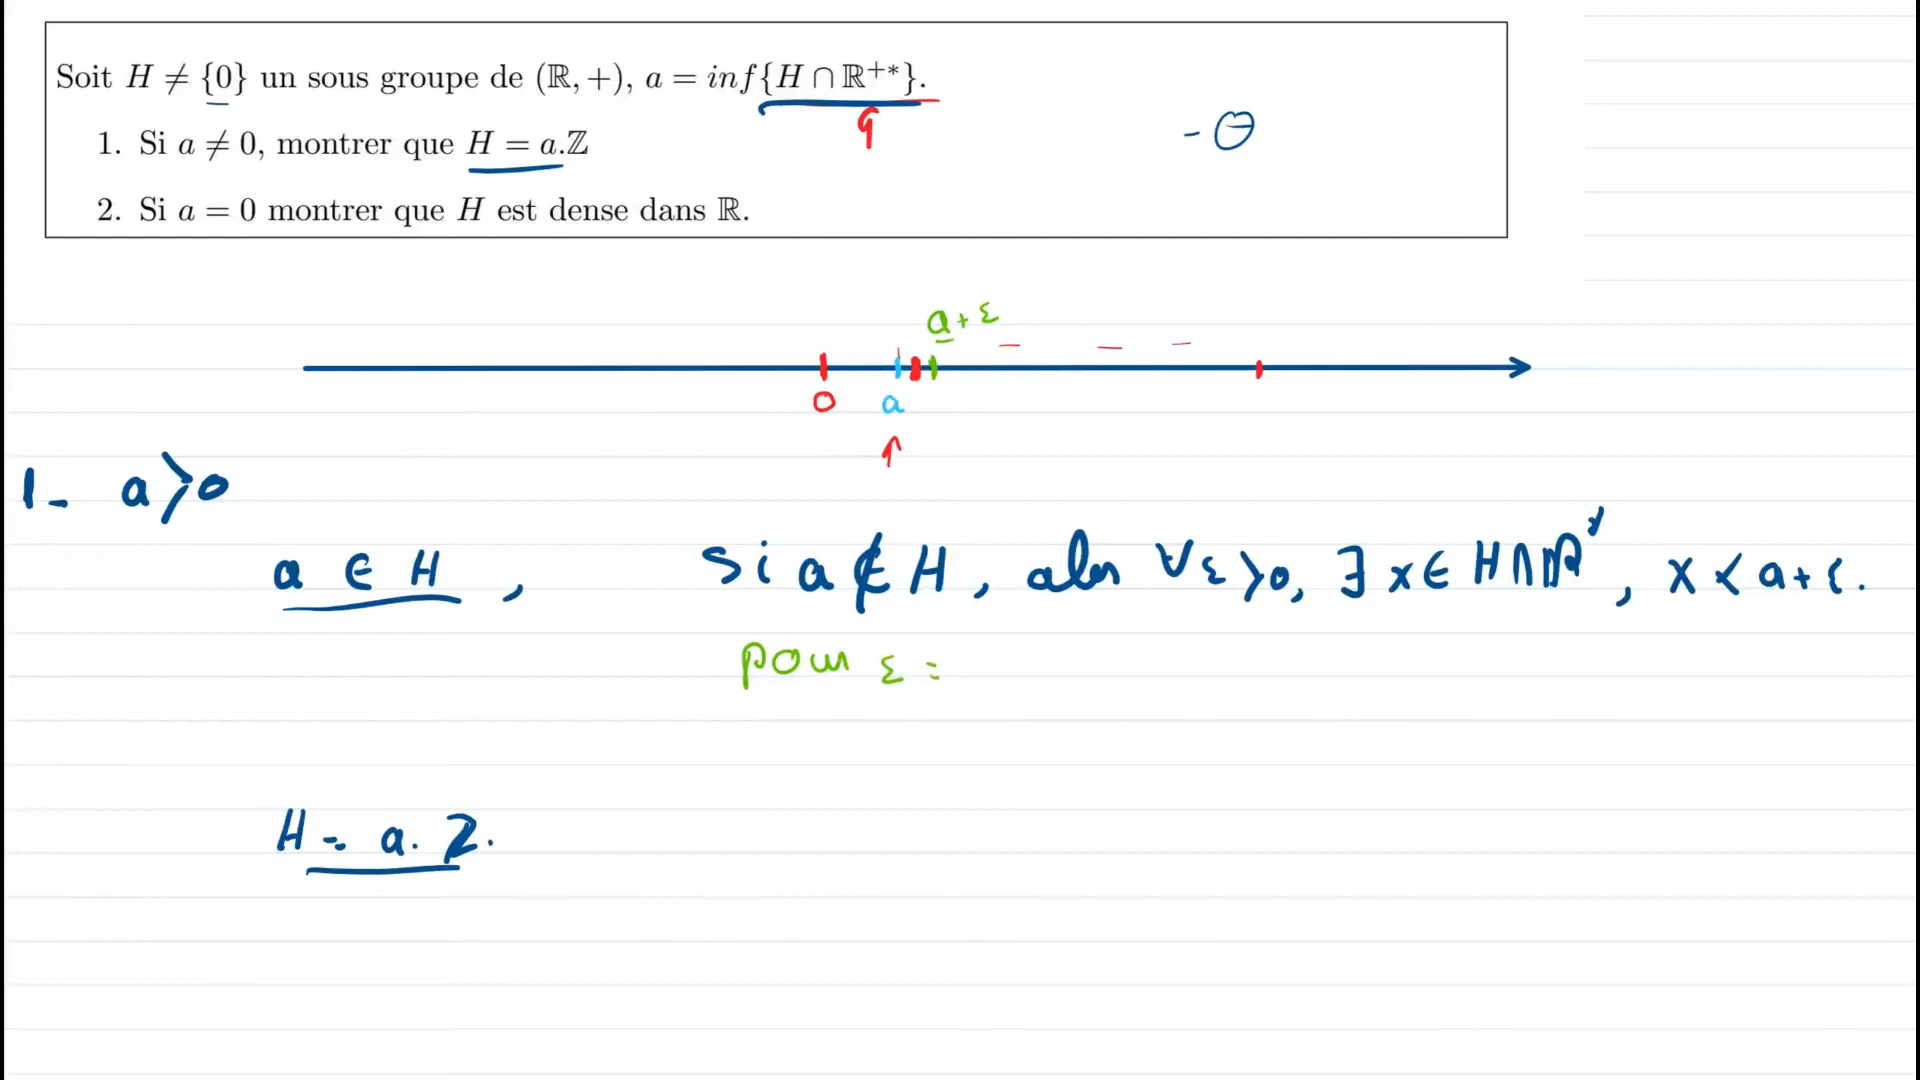 Soit H ≠ {0} un sous groupe de (ℝ, +), a = inf{H ∩ ℝ⁺*}.
1. Si a ≠ 0, montrer que H = a.ℤ
2. Si a = 0 montrer que H est dense dans ℝ.
a + ε
0 a
1- a > 0
a ∈ H , Si a ∉ H , alors ∀ε>0, ∃ x ∈ H∩ℝ*, x < a+ε.
pour ε =
H = a. Z.